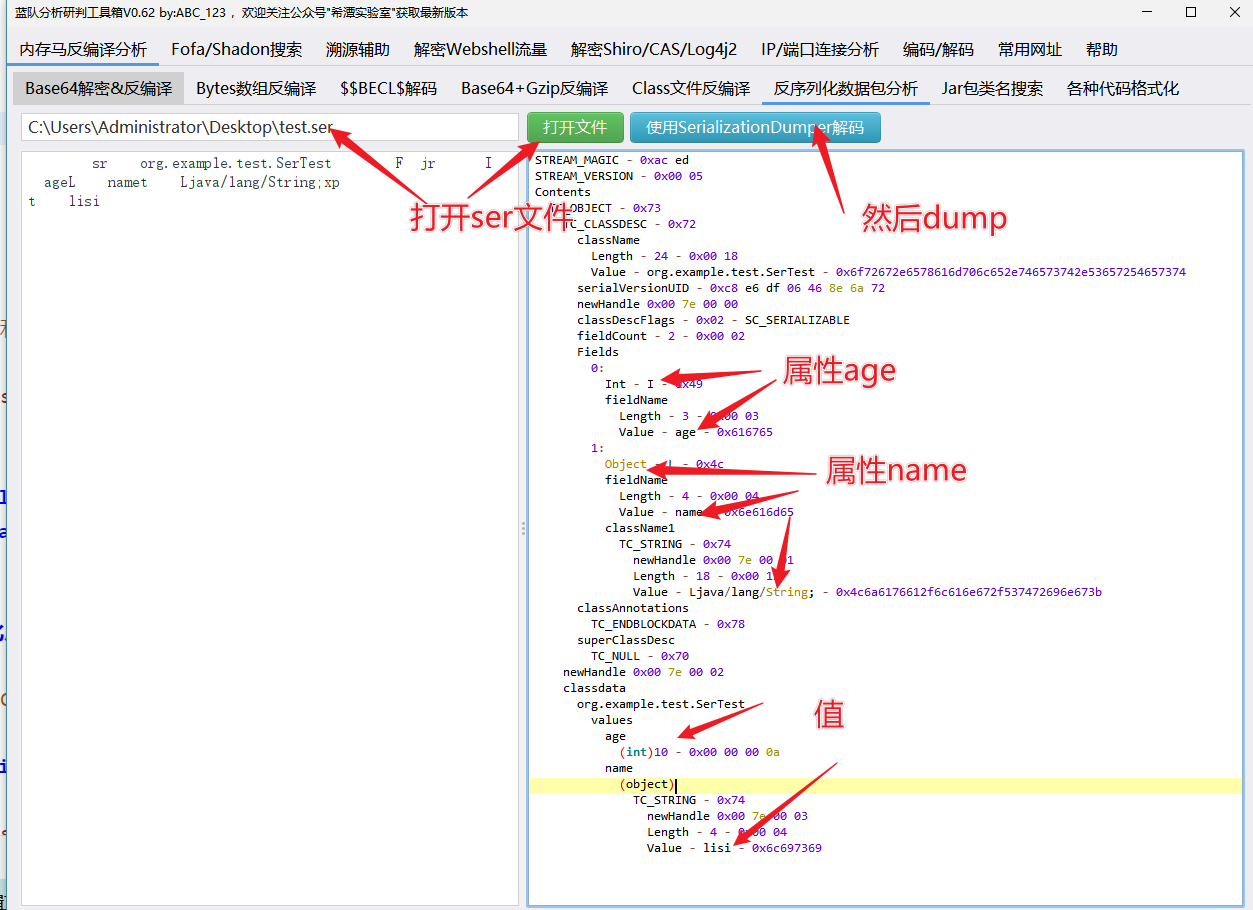 蓝队分析研判工具箱V0.62 by:ABC_123 ，欢迎关注公众号"希潭实验室"获取最新版本
内存马反编译分析 Fofa/Shadon搜索 溯源辅助 解密Webshell流量 解密Shiro/CAS/Log4j2 IP/端口连接分析 编码/解码 常用网址 帮助
Base64解密&反编译 Bytes数组反编译 $$BECL$解码 Base64+Gzip反编译 Class文件反编译 反序列化数据包分析 Jar包类名搜索 各种代码格式化
C:\Users\Administrator\Desktop\test.ser 打开文件 使用SerializationDumper解码
sr org.example.test.SerTest F jr I
ageL namet Ljava/lang/String;xp
t lisi
打开ser文件
然后dump
STREAM_MAGIC - 0xac ed
STREAM_VERSION - 0x00 05
Contents
OBJECT - 0x73
TC_CLASSDESC - 0x72
className
Length - 24 - 0x00 18
Value - org.example.test.SerTest - 0x6f72672e6578616d706c652e746573742e53657254657374
serialVersionUID - 0xc8 e6 df 06 46 8e 6a 72
newHandle 0x00 7e 00 00
classDescFlags - 0x02 - SC_SERIALIZABLE
fieldCount - 2 - 0x00 02
Fields
0:
Int - I - 0x49
属性age
fieldName
Length - 3 - 0x00 03
Value - age - 0x616765
1:
Object - L - 0x4c
属性name
fieldName
Length - 4 - 0x00 04
Value - name - 0x6e616d65
className1
TC_STRING - 0x74
newHandle 0x00 7e 00 01
Length - 18 - 0x00 1
Value - Ljava/lang/String; - 0x4c6a6176612f6c616e672f537472696e673b
classAnnotations
TC_ENDBLOCKDATA - 0x78
superClassDesc
TC_NULL - 0x70
newHandle 0x00 7e 00 02
classdata
org.example.test.SerTest
值
values
age
(int)10 - 0x00 00 00 0a
name
(object)
TC_STRING - 0x74
newHandle 0x00 7e 00 03
Length - 4 - 0x00 04
Value - lisi - 0x6c697369